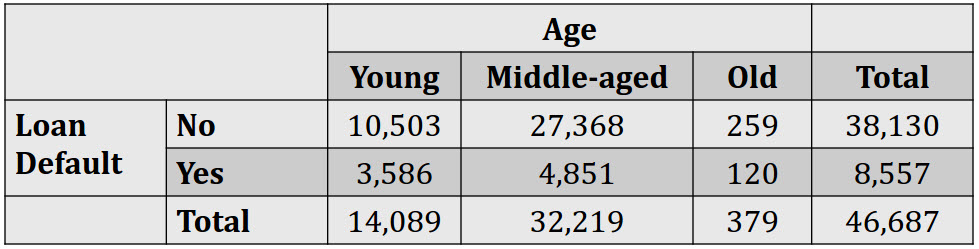 Age
Young Middle-aged Old Total
Loan Default No 10,503 27,368 259 38,130
Yes 3,586 4,851 120 8,557
Total 14,089 32,219 379 46,687